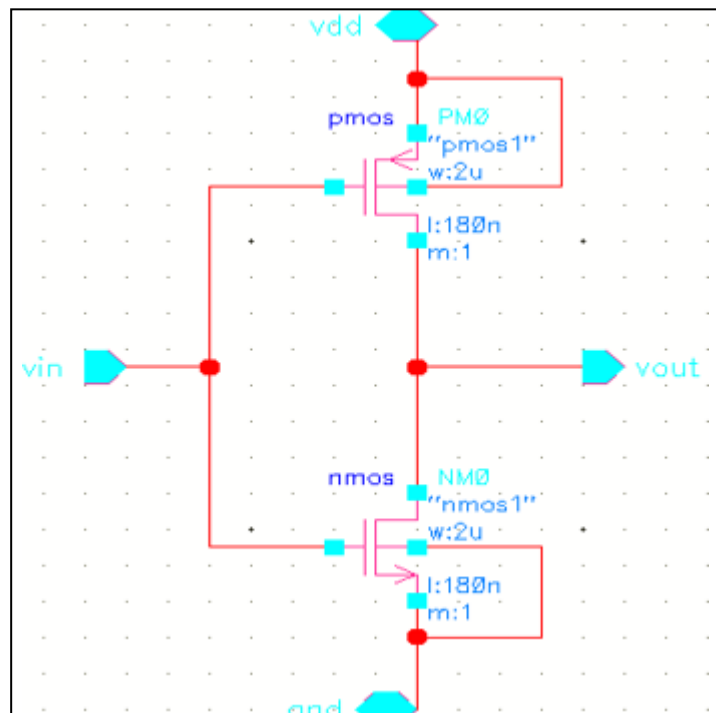 vdd
pmos PM0
"pmos1"
w:2u
l:180n
m:1
vin
vout
nmos NM0
"nmos1"
w:2u
l:180n
m:1
gnd